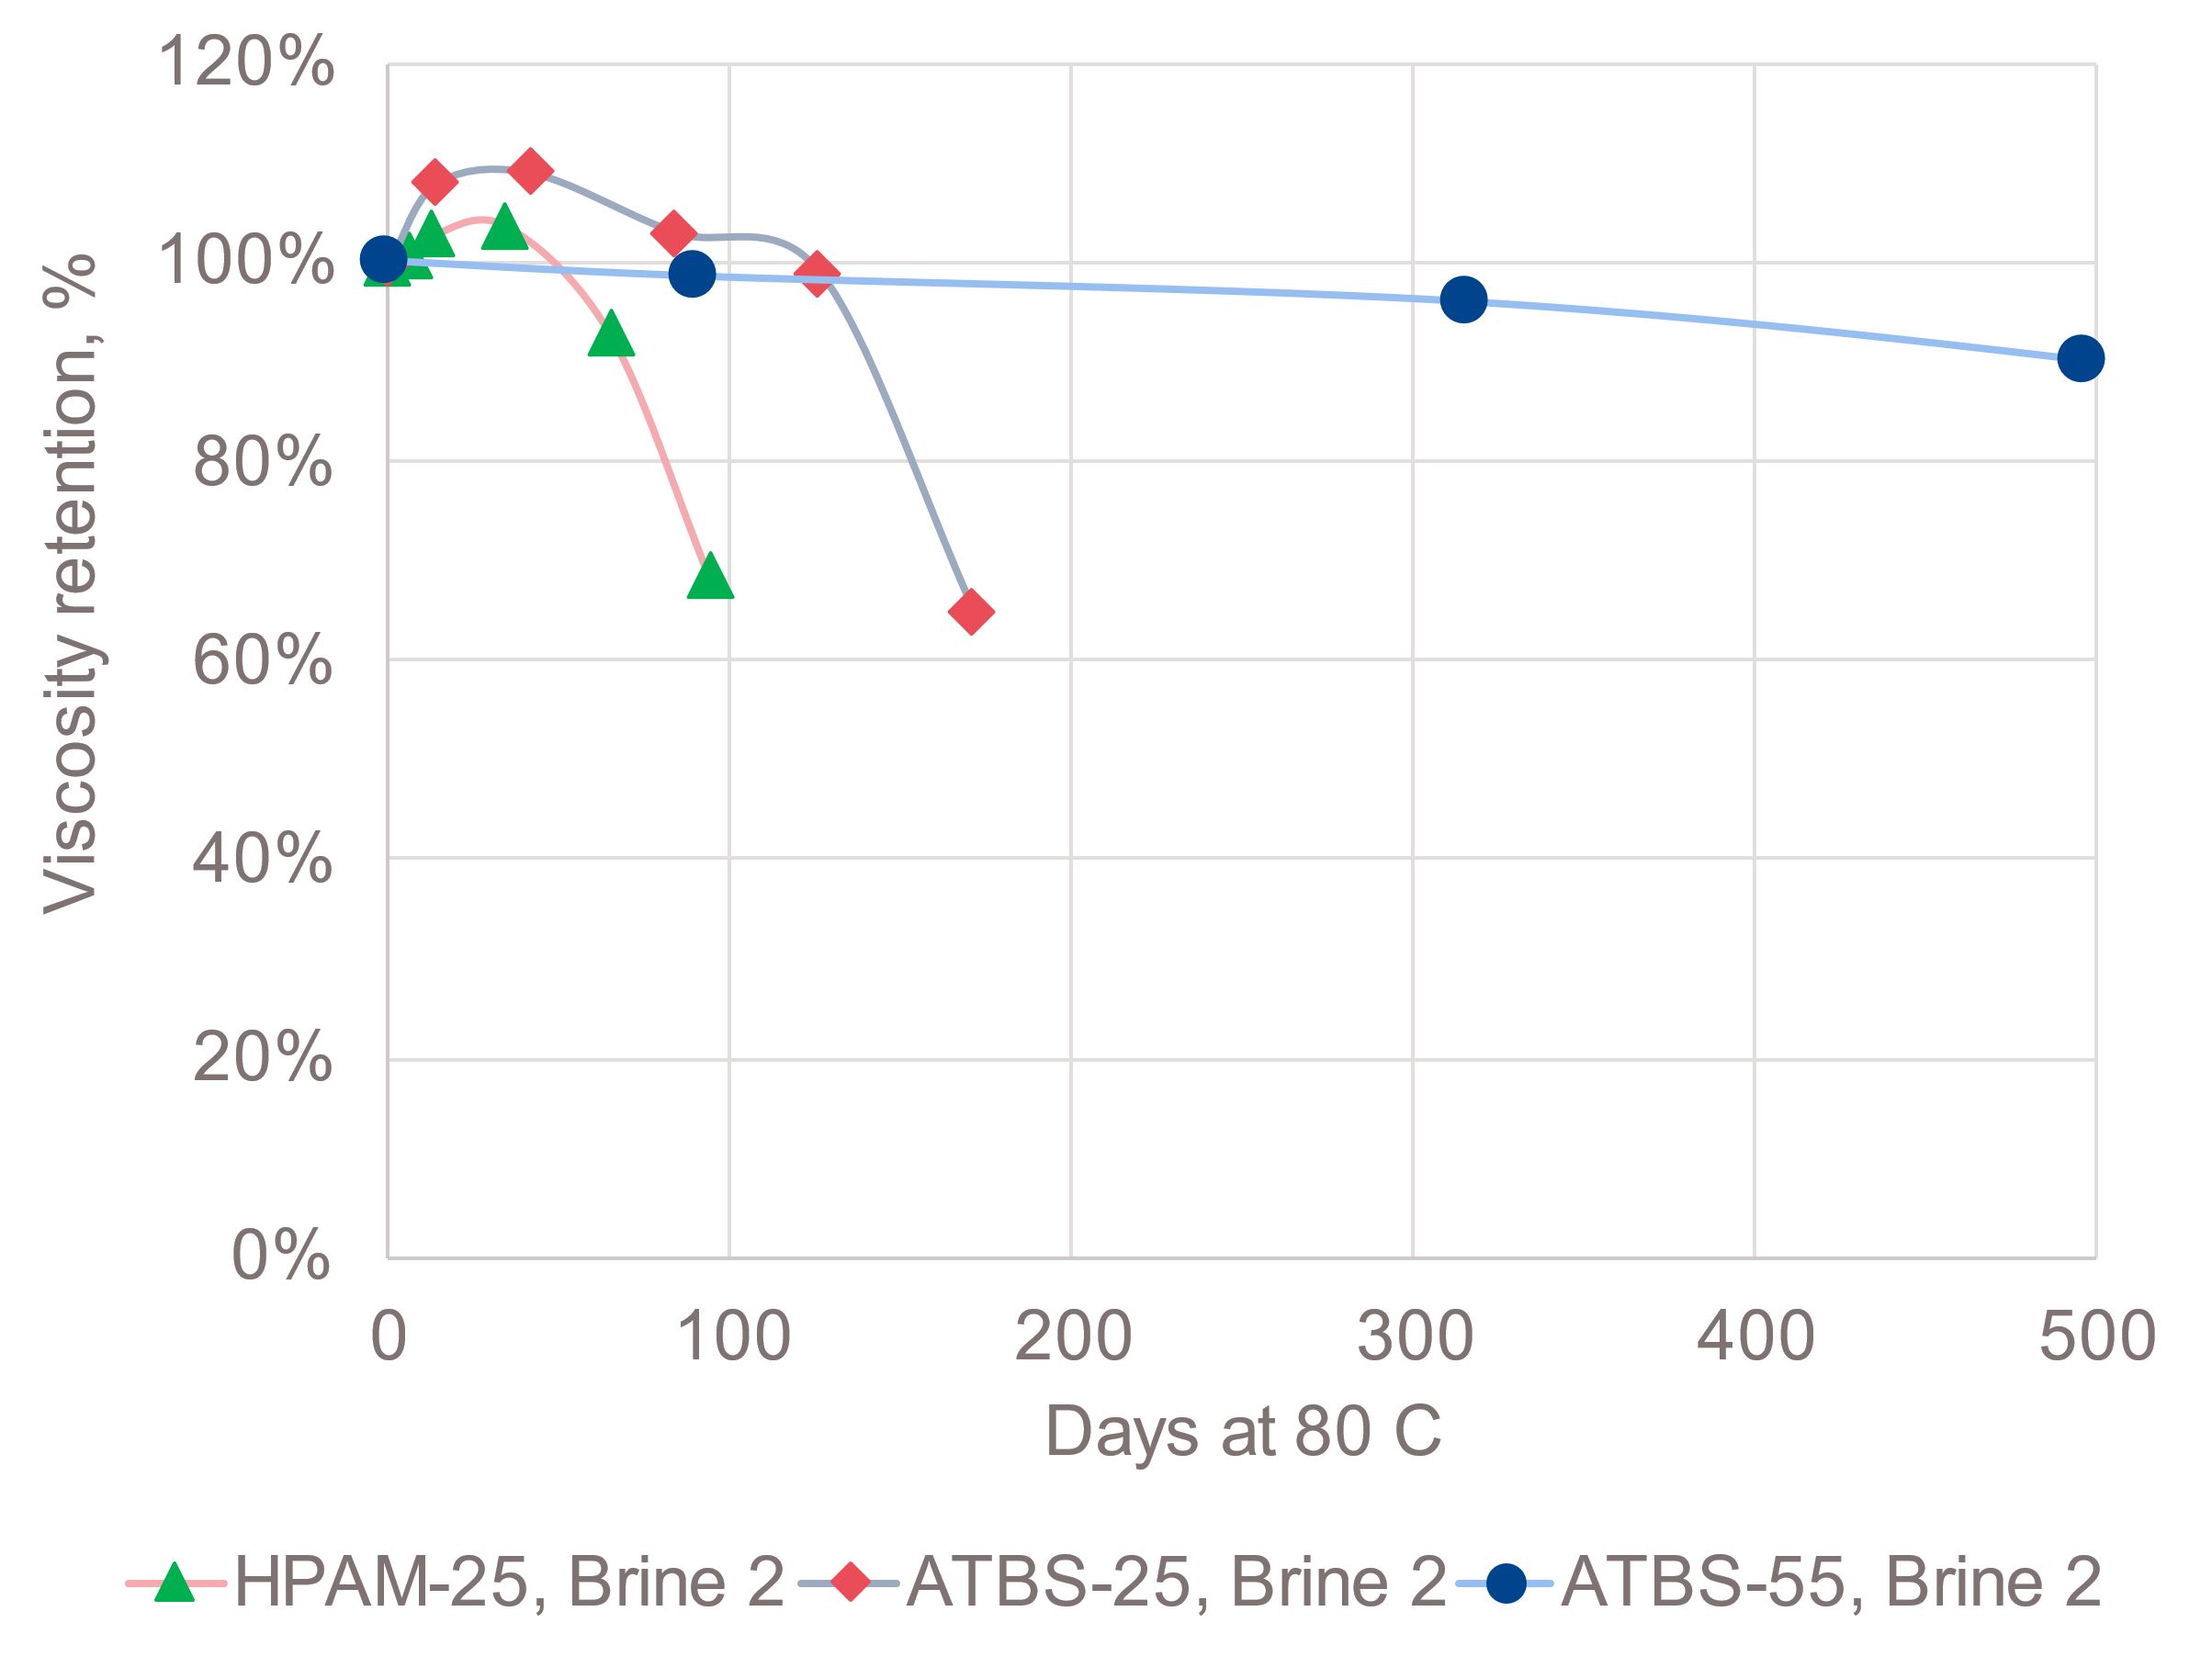 120%
100%
80%
60%
40%
20%
0%
Viscosity retention, %
0 100 200 300 400 500
Days at 80 C
HPAM-25, Brine 2 ATBS-25, Brine 2 ATBS-55, Brine 2